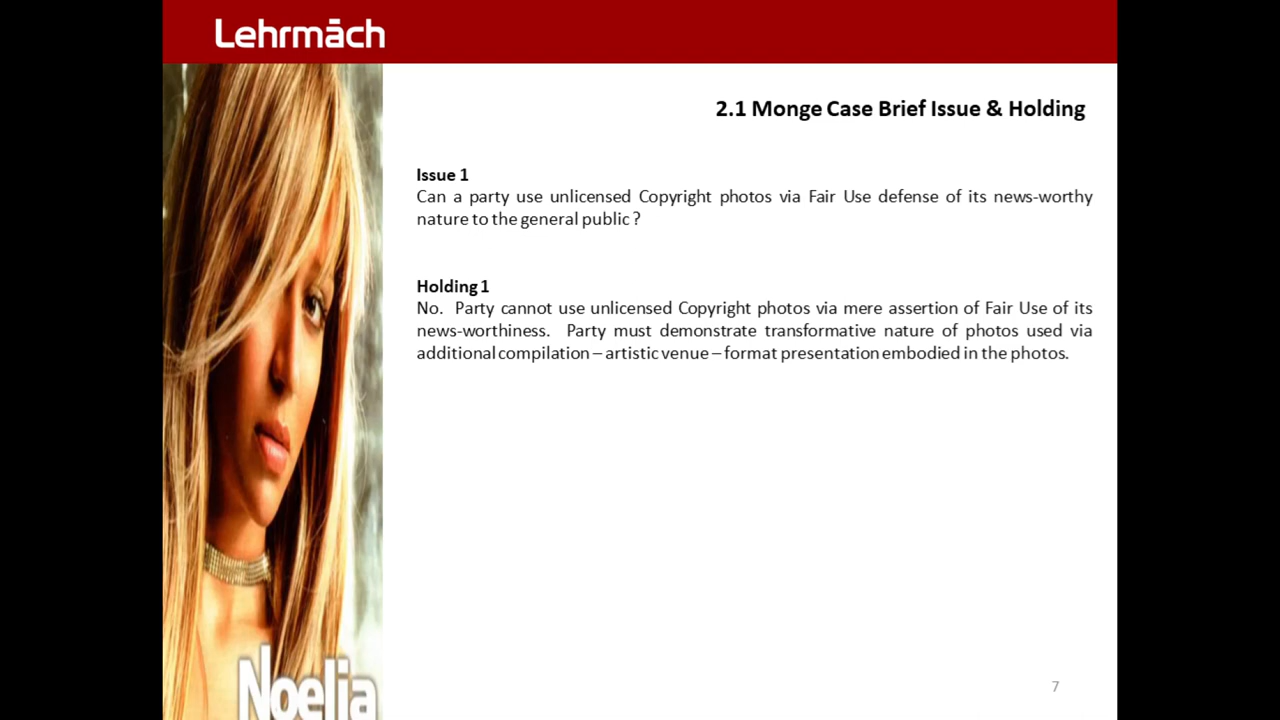 Lehrmāch
2.1 Monge Case Brief Issue & Holding
Issue 1
Can a party use unlicensed Copyright photos via Fair Use defense of its news-worthy
nature to the general public ?
Holding 1
No. Party cannot use unlicensed Copyright photos via mere assertion of Fair Use of its
news-worthiness. Party must demonstrate transformative nature of photos used via
additional compilation – artistic venue – format presentation embodied in the photos.
Noelia
7